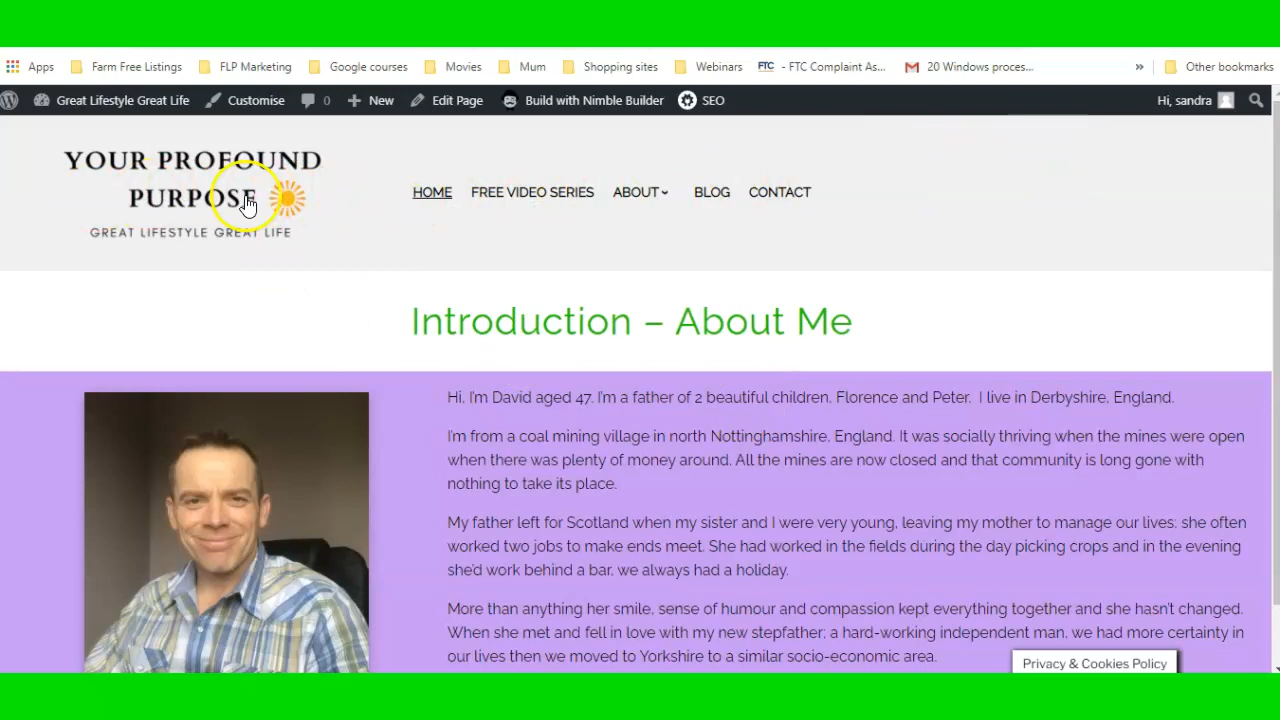 Apps Farm Free Listings FLP Marketing Google courses Movies Mum Shopping sites Webinars FTC - FTC Complaint As... 20 Windows proces... » Other bookmarks
Great Lifestyle Great Life Customise 0 New Edit Page Build with Nimble Builder SEO Hi, sandra
YOUR PROFOUND
PURPOSE
GREAT LIFESTYLE GREAT LIFE
HOME FREE VIDEO SERIES ABOUT BLOG CONTACT
Introduction – About Me
Hi, I'm David aged 47. I'm a father of 2 beautiful children, Florence and Peter. I live in Derbyshire, England.
I'm from a coal mining village in north Nottinghamshire, England. It was socially thriving when the mines were open
when there was plenty of money around. All the mines are now closed and that community is long gone with
nothing to take its place.
My father left for Scotland when my sister and I were very young, leaving my mother to manage our lives: she often
worked two jobs to make ends meet. She had worked in the fields during the day picking crops and in the evening
she'd work behind a bar, we always had a holiday.
More than anything her smile, sense of humour and compassion kept everything together and she hasn't changed.
When she met and fell in love with my new stepfather; a hard-working independent man, we had more certainty in
our lives then we moved to Yorkshire to a similar socio-economic area.
Privacy & Cookies Policy